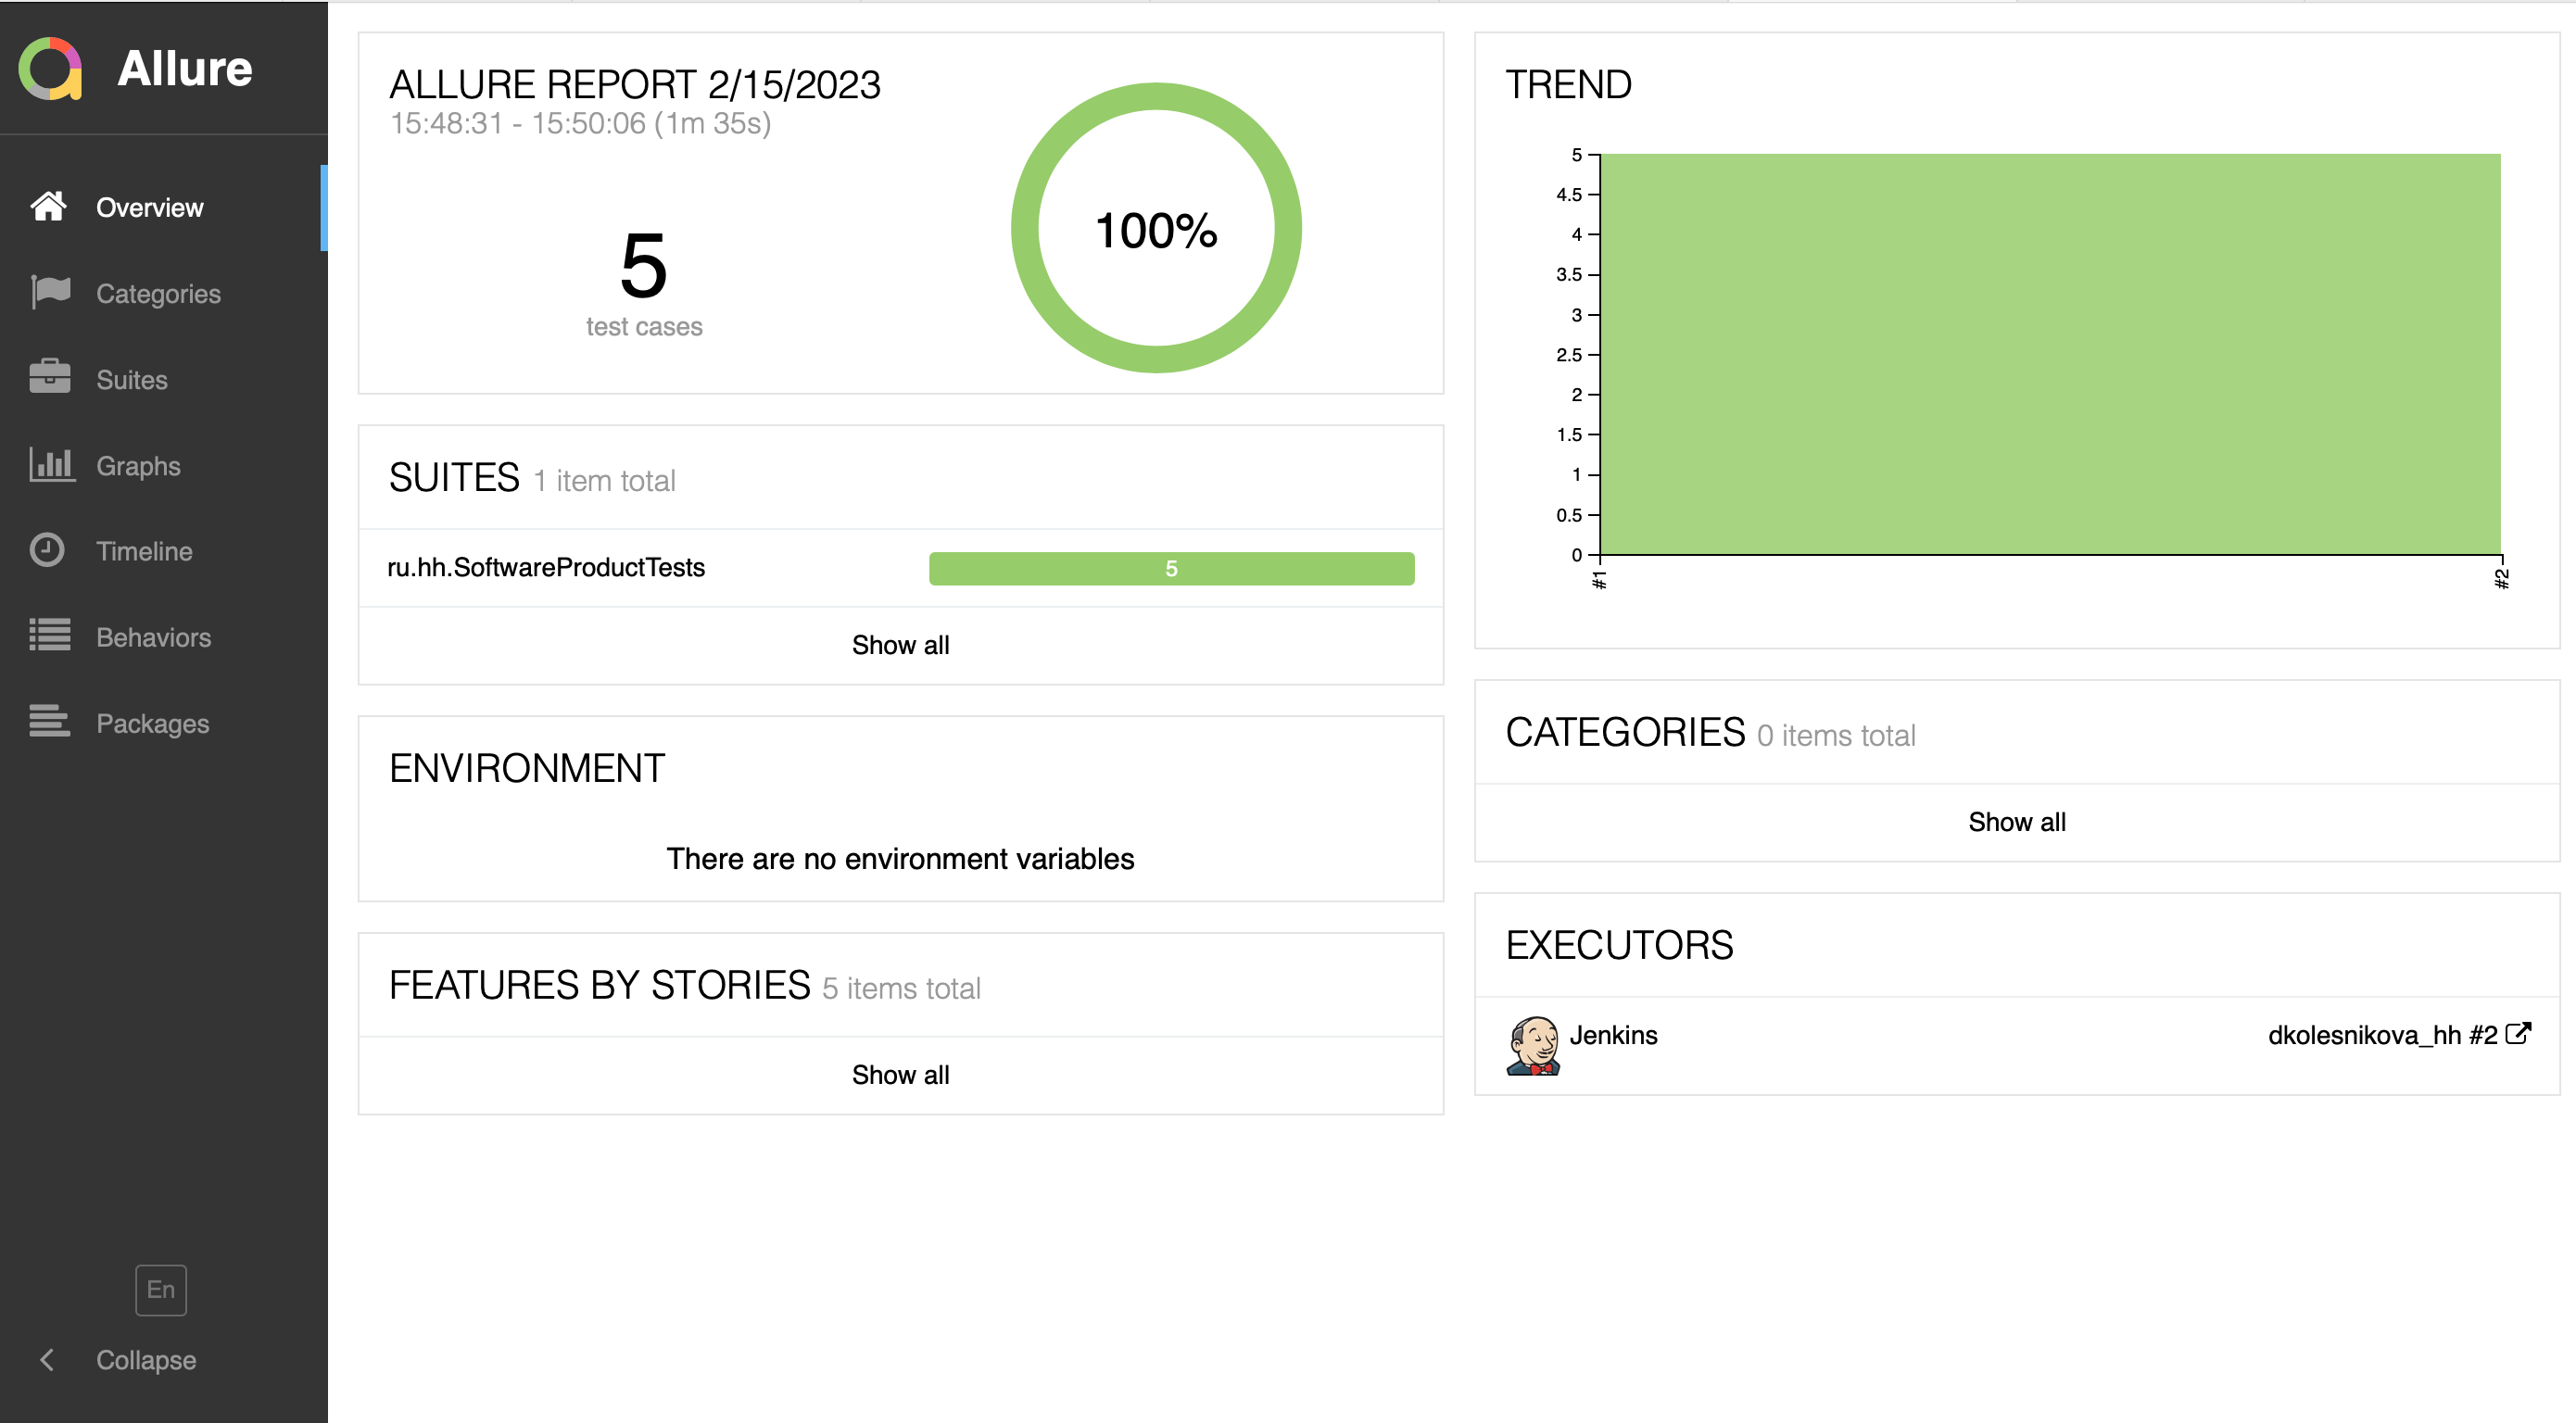 Allure
Overview
Categories
Suites
Graphs
Timeline
Behaviors
Packages
En
Collapse
ALLURE REPORT 2/15/2023
15:48:31 - 15:50:06 (1m 35s)
5
test cases
100%
SUITES 1 item total
ru.hh.SoftwareProductTests 5
Show all
ENVIRONMENT
There are no environment variables
FEATURES BY STORIES 5 items total
Show all
TREND
5
4.5
4
3.5
3
2.5
2
1.5
1
0.5
0
#1 #2
CATEGORIES 0 items total
Show all
EXECUTORS
Jenkins dkolesnikova_hh #2